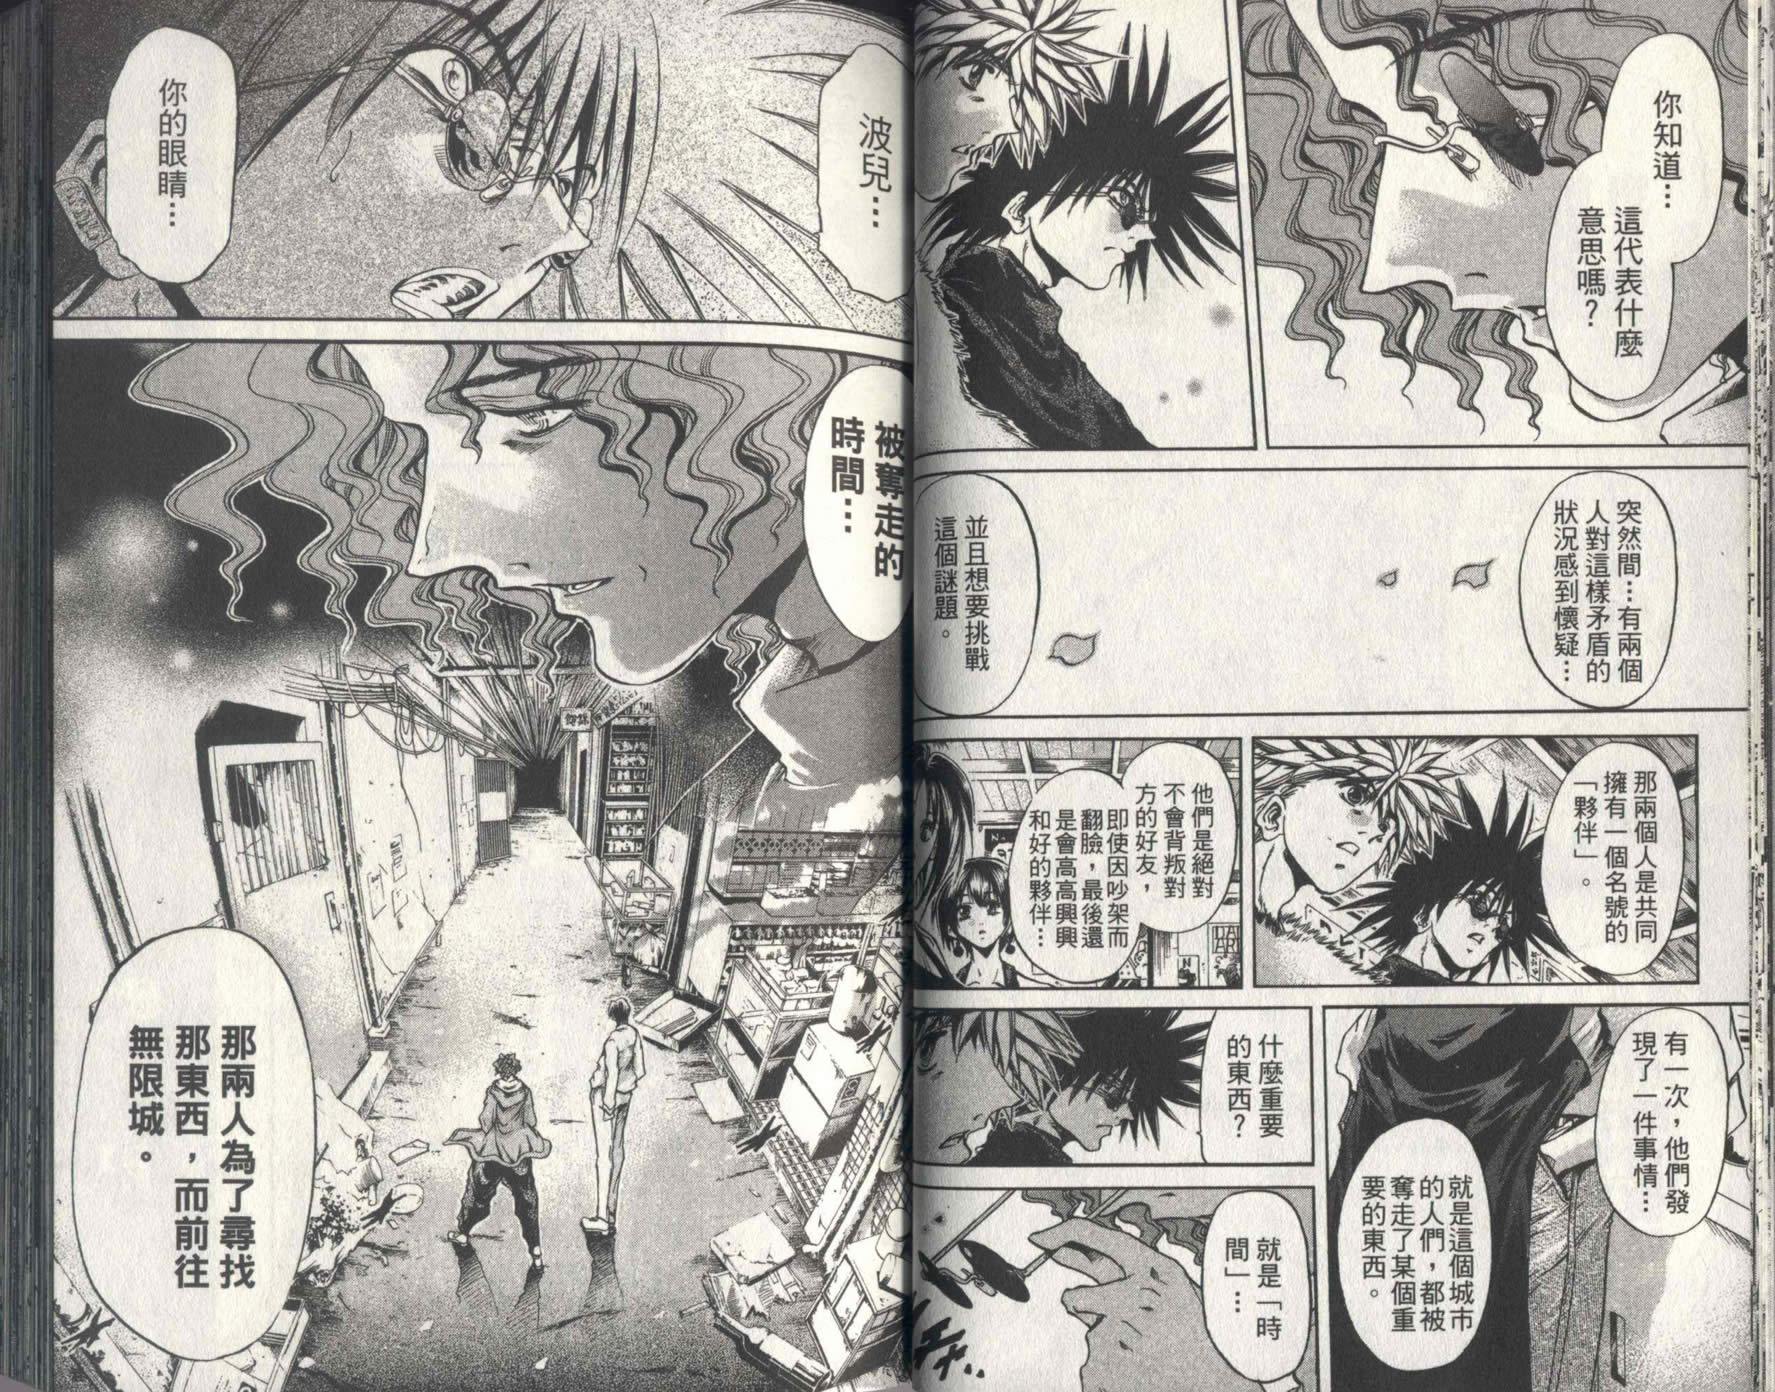 你知道…
這代表什麼
意思嗎？
突然間…有兩個
人對這樣矛盾的
狀況感到懷疑…
並且想要挑戰
這個謎題。
那兩個人是共同
擁有一個名號的
「夥伴」。
他們是絕對
不會背叛對
方的好友，
即使因吵架而
翻臉，最後還
是會高高興興
和好的夥伴…
有一次，他們發
現了一件事情…
就是這個城市
的人們，都被
奪走了某個重
要的東西。
什麼重要
的東西？
就是「時
間」…
波兒…
你的眼睛…
被奪走的
時間…
那兩人為了尋找
那東西，而前往
無限城。